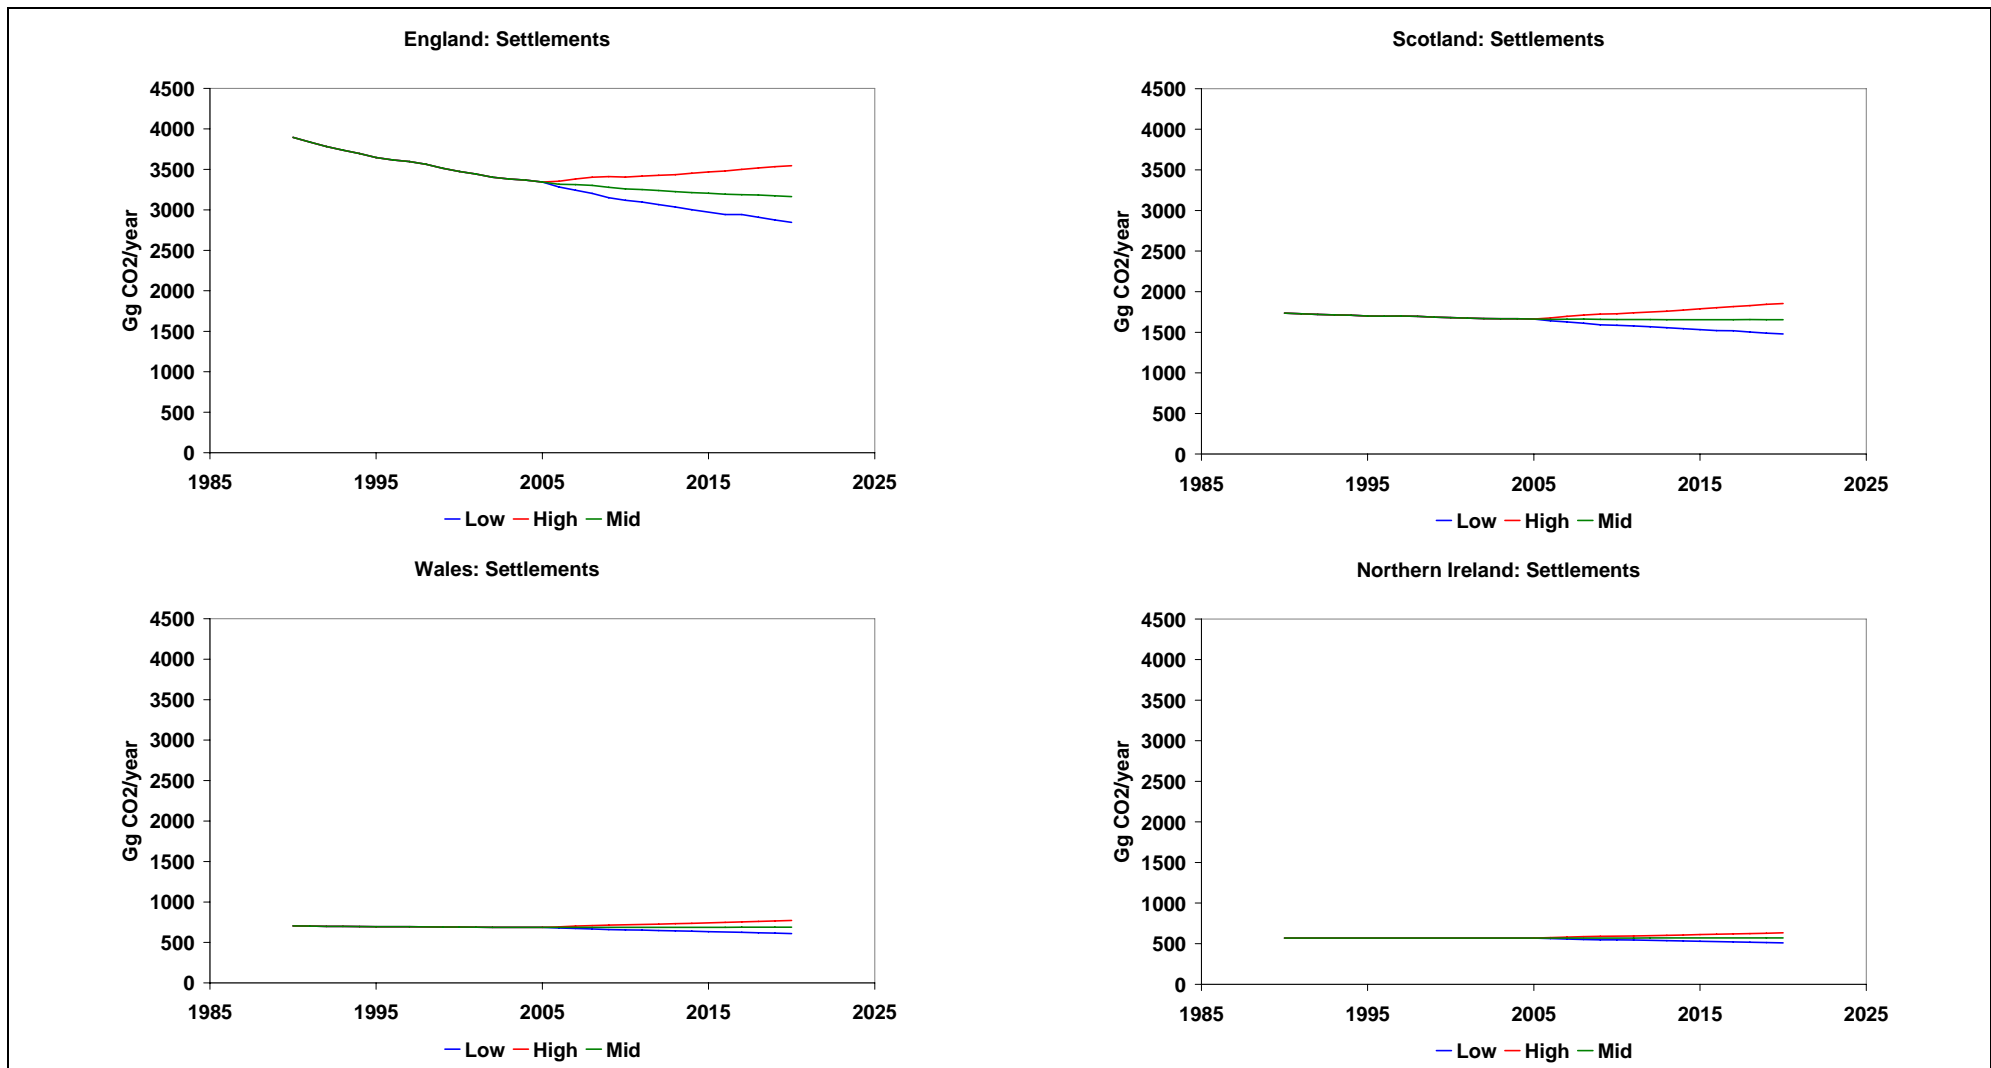 England: Settlements
4500
4000
3500
3000
2500
2000
1500
1000
500
0
Gg CO2/year
1985 1995 2005 2015 2025
Low High Mid
Scotland: Settlements
4500
4000
3500
3000
2500
2000
1500
1000
500
0
Gg CO2/year
1985 1995 2005 2015 2025
Low High Mid
Wales: Settlements
4500
4000
3500
3000
2500
2000
1500
1000
500
0
Gg CO2/year
1985 1995 2005 2015 2025
Low High Mid
Northern Ireland: Settlements
4500
4000
3500
3000
2500
2000
1500
1000
500
0
Gg CO2/year
1985 1995 2005 2015 2025
Low High Mid